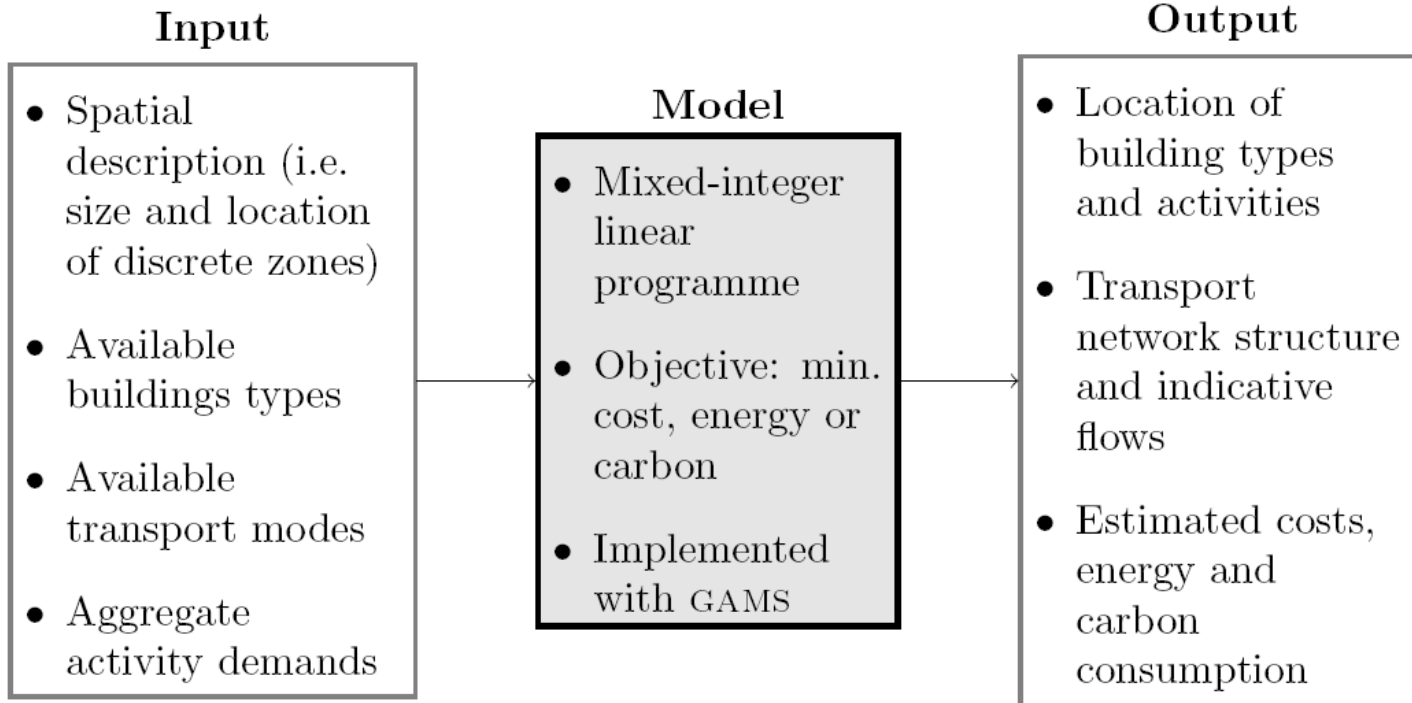 Input
• Spatial
description (i.e.
size and location
of discrete zones)
• Available
buildings types
• Available
transport modes
• Aggregate
activity demands
Model
• Mixed-integer
linear
programme
• Objective: min.
cost, energy or
carbon
• Implemented
with GAMS
Output
• Location of
building types
and activities
• Transport
network structure
and indicative
flows
• Estimated costs,
energy and
carbon
consumption